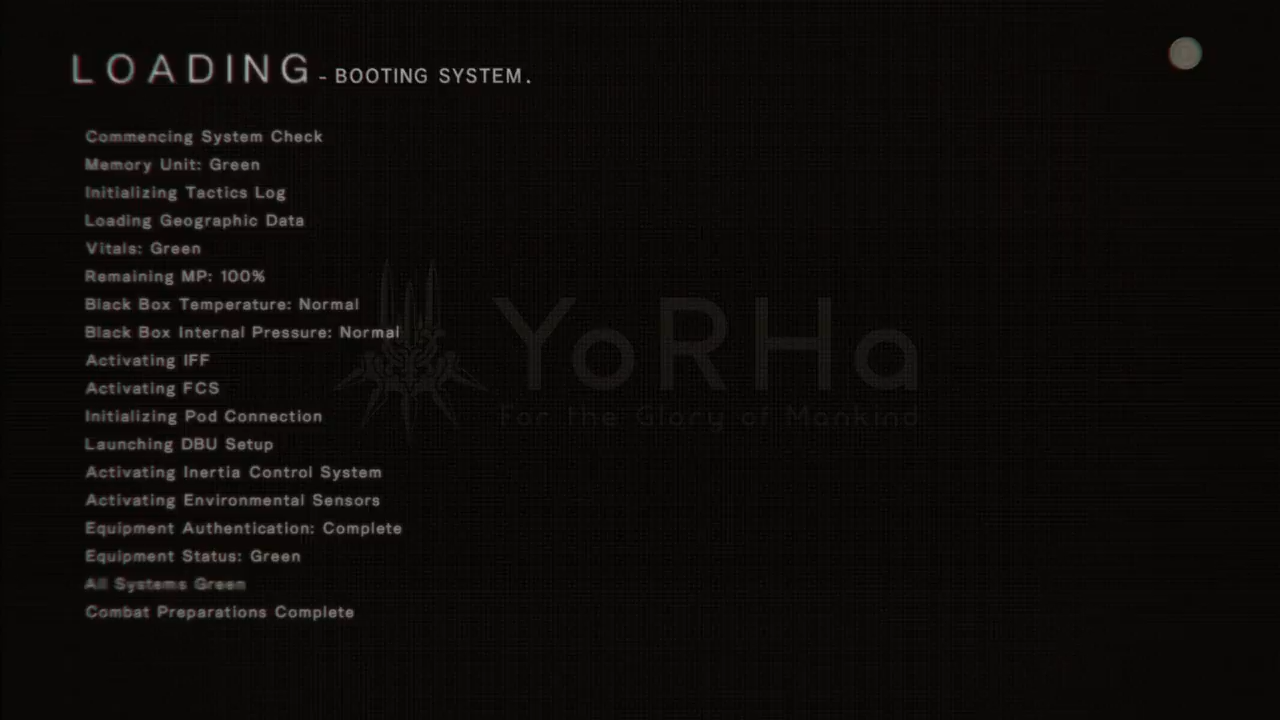 LOADING - BOOTING SYSTEM.
Commencing System Check
Memory Unit: Green
Initializing Tactics Log
Loading Geographic Data
Vitals: Green
Remaining MP: 100%
Black Box Temperature: Normal
Black Box Internal Pressure: Normal
Activating IFF
Activating FCS
Initializing Pod Connection
Launching DBU Setup
Activating Inertia Control System
Activating Environmental Sensors
Equipment Authentication: Complete
Equipment Status: Green
All Systems Green
Combat Preparations Complete
YoRHa
For the Glory of Mankind